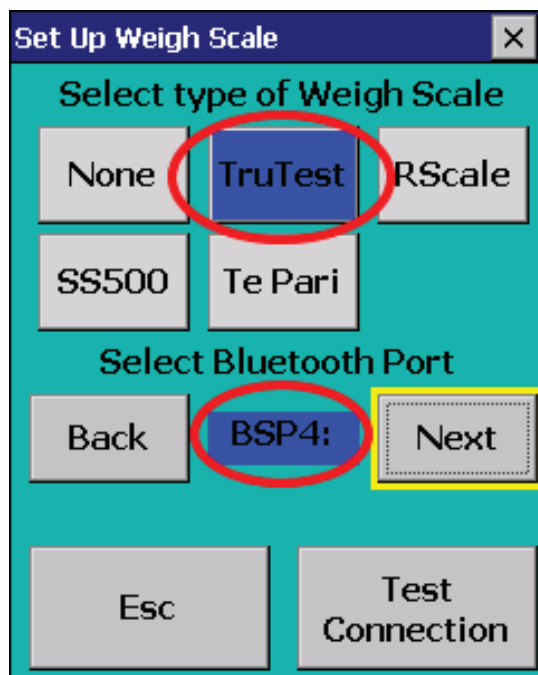 Set Up Weigh Scale
Select type of Weigh Scale
None TruTest RScale
SS500 Te Pari
Select Bluetooth Port
Back BSP4: Next
Esc Test Connection